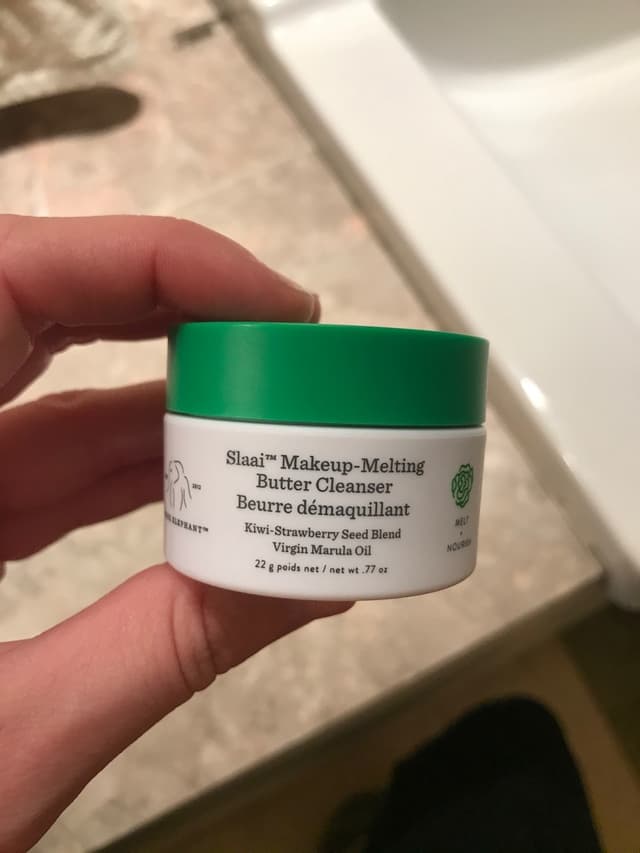 Slaai™ Makeup-Melting
Butter Cleanser
Beurre démaquillant
Kiwi-Strawberry Seed Blend
Virgin Marula Oil
22 g poids net / net wt .77 oz
ELEPHANT™
MELT
+
NOURISH